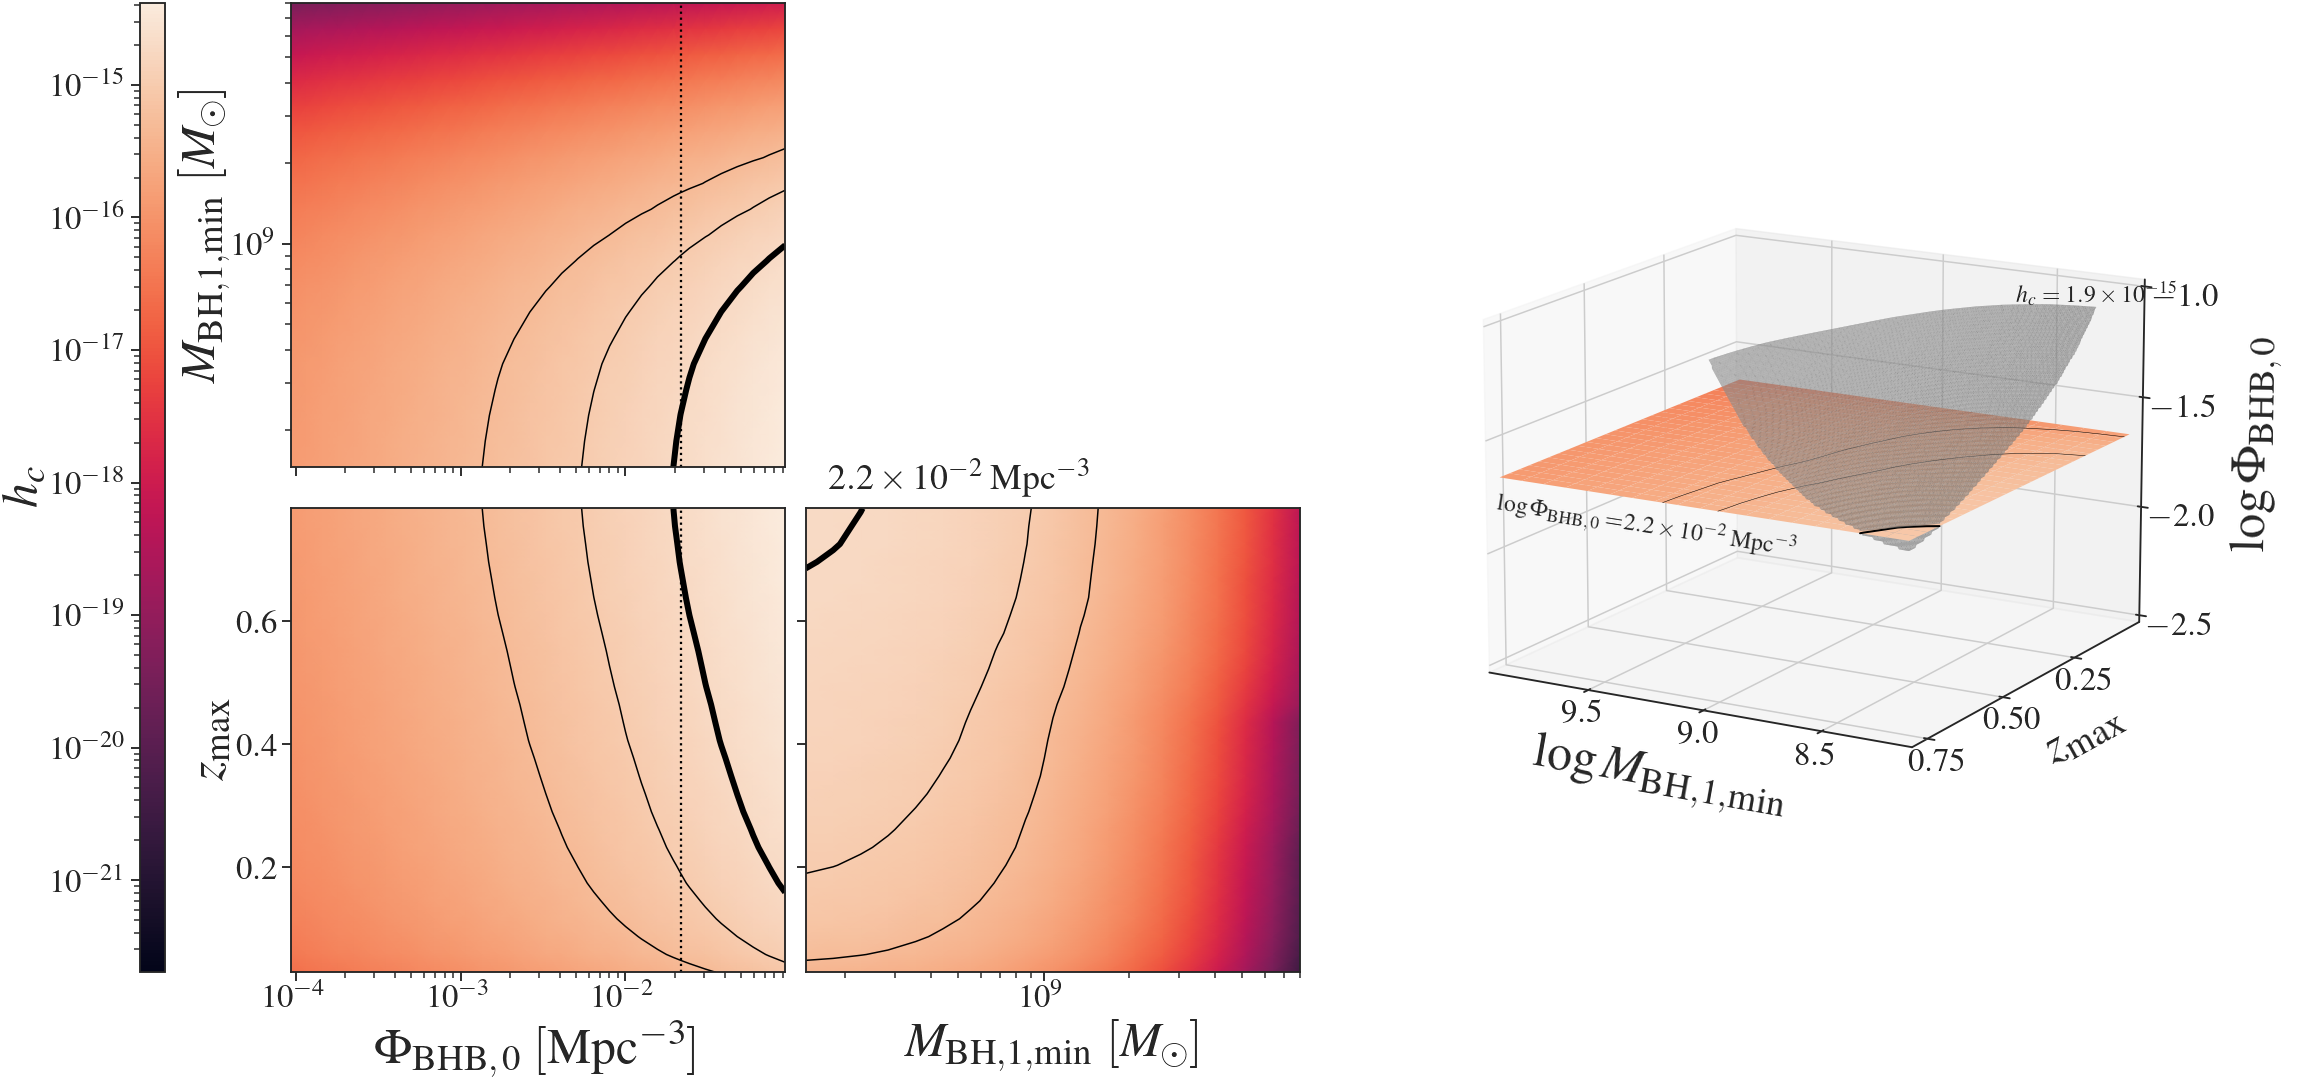 10⁻¹⁵
10⁻¹⁶
10⁻¹⁷
10⁻¹⁸
10⁻¹⁹
10⁻²⁰
10⁻²¹
h_c
M_BH,1,min [M_⊙]
10⁹
z_max
0.6
0.4
0.2
10⁻⁴ 10⁻³ 10⁻²
Φ_BHB,0 [Mpc⁻³]
2.2 × 10⁻² Mpc⁻³
10⁹
M_BH,1,min [M_⊙]
h_c = 1.9 × 10⁻¹⁵
log Φ_BHB,0 =2.2 × 10⁻² Mpc⁻³
−1.0
−1.5
−2.0
−2.5
log Φ_BHB,0
9.5 9.0 8.5
log M_BH,1,min
0.75 0.50 0.25
z_max